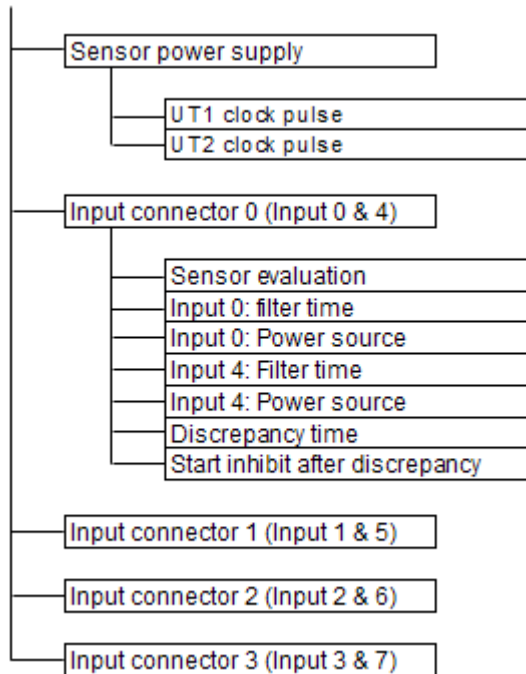 Sensor power supply
UT1 clock pulse
UT2 clock pulse
Input connector 0 (Input 0 & 4)
Sensor evaluation
Input 0: filter time
Input 0: Power source
Input 4: Filter time
Input 4: Power source
Discrepancy time
Start inhibit after discrepancy
Input connector 1 (Input 1 & 5)
Input connector 2 (Input 2 & 6)
Input connector 3 (Input 3 & 7)